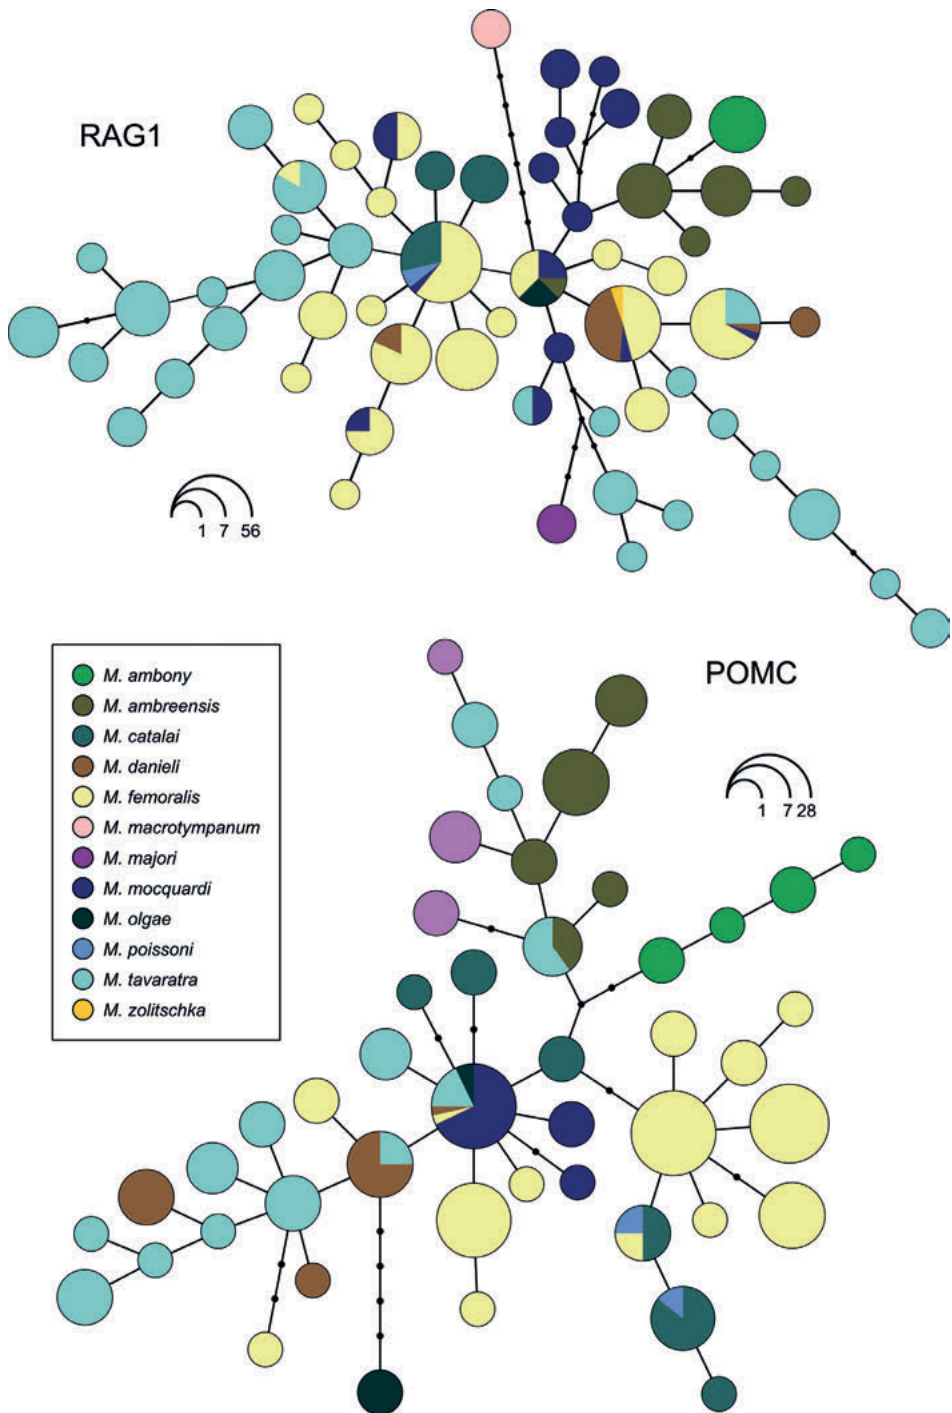 RAG1
1 7 56
M. ambony
M. ambreensis
M. catalai
M. danieli
M. femoralis
M. macrotympanum
M. majori
M. mocquardi
M. olgae
M. poissoni
M. tavaratra
M. zolitschka
POMC
1 7 28